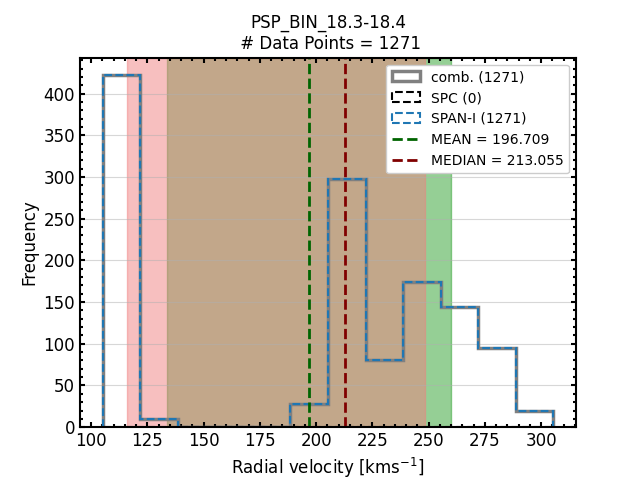 PSP_BIN_18.3-18.4
# Data Points = 1271
comb. (1271)
SPC (0)
SPAN-I (1271)
MEAN = 196.709
MEDIAN = 213.055
Frequency
400
350
300
250
200
150
100
50
0
100 125 150 175 200 225 250 275 300
Radial velocity [kms⁻¹]